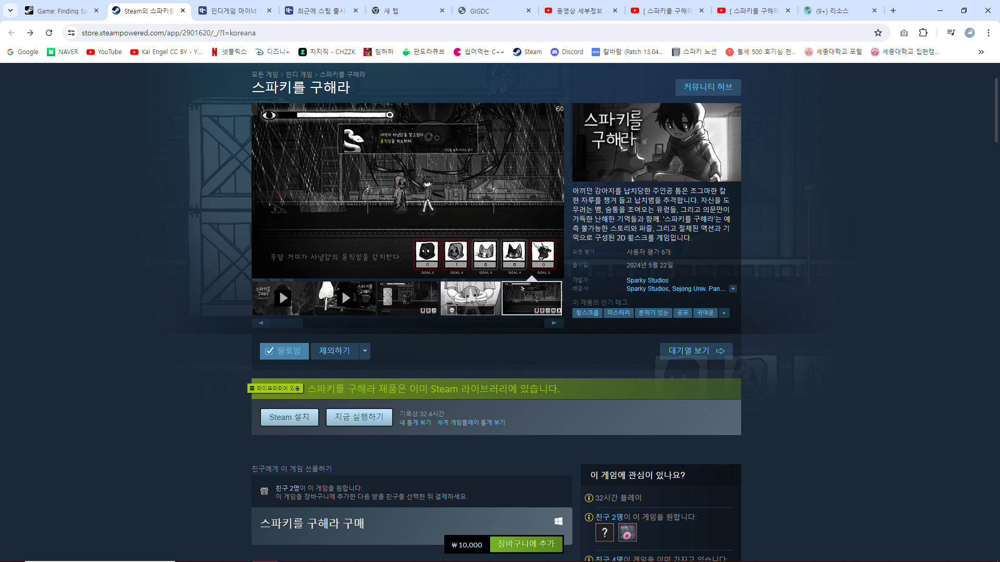 Game: Finding Sp
Steam의 스파키를
인디게임 마이너
최근에 스팀 출시
새 탭
GIGDC
동영상 세부정보
[ 스파키를 구해라
[ 스파키를 구해라
(9+) 리소스
store.steampowered.com/app/2901620/_/?l=koreana
Google
NAVER
YouTube
Kai Engel CC BY - Y...
넷플릭스
디즈니+
치지직 - CHZZK
침하하
판도라큐브
씹어먹는 C++
Steam
Discord
칼바람 (Patch 13.04...
스파키 노션
월세 500 호기심 천...
세종대학교 포털
세종대학교 집현캠...
모든 게임 > 인디 게임 > 스파키를 구해라
스파키를 구해라
커뮤니티 허브
60
녀석이 사냥감을 찾고있다.
움직임을 최소화해.
[G]를 눌러 가이드 닫기
무덤 거미가 사냥감의 움직임을 감지한다.
0 1 0 0 0
GOAL 2 GOAL 0 GOAL 0 GOAL 0 GOAL 3
스파키를
구해라
아끼던 강아지를 납치당한 주인공 톰은 조그마한 칼
한 자루를 챙겨 들고 납치범을 추격합니다. 자신을 도
우려는 뱀, 숨통을 조여오는 유령들, 그리고 의문만이
가득한 난해한 기억들과 함께. '스파키를 구해라'는 예
측 불가능한 스토리와 퍼즐, 그리고 절제된 액션과 기
믹으로 구성된 2D 횡스크롤 게임입니다.
모든 평가 사용자 평가 6개
출시일: 2024년 5월 22일
개발자: Sparky Studios
배급사: Sparky Studios, Sejong Univ. Pan... +
이 제품의 인기 태그:
횡스크롤 미스터리 분위기 있는 공포 귀여운 +
스파키를
구해라
스파키를
구해라
팔로잉
제외하기
대기열 보기
라이브러리에 있음
스파키를 구해라 제품은 이미 Steam 라이브러리에 있습니다.
Steam 설치
지금 실행하기
기록상 32.4시간
내 통계 보기 세계 게임플레이 통계 보기
친구에게 이 게임 선물하기
친구 2명이 이 게임을 원합니다.
이 게임을 장바구니에 추가한 다음 받을 친구를 선택한 뒤 결제하세요.
스파키를 구해라 구매
₩ 10,000
장바구니에 추가
이 게임에 관심이 있나요?
32시간 플레이
친구 2명이 이 게임을 원합니다:
?
친구 4명이 게임을 이미 가지고 있습니다: